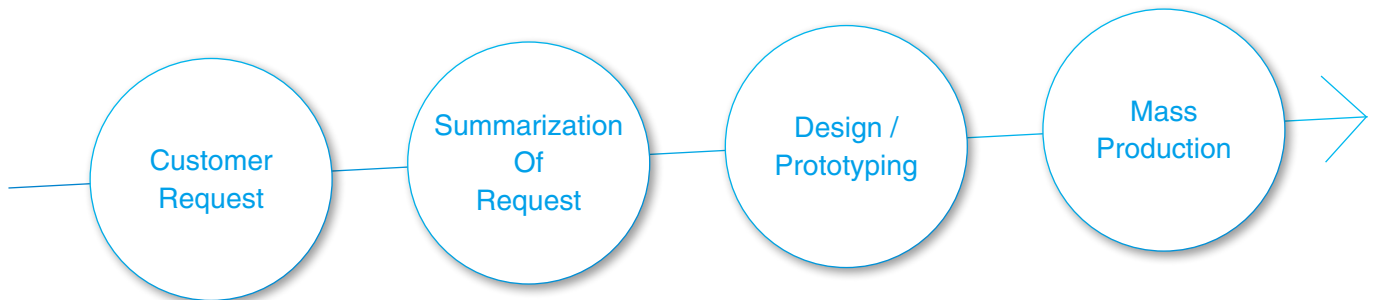 Customer
Request
Summarization
Of
Request
Design /
Prototyping
Mass
Production